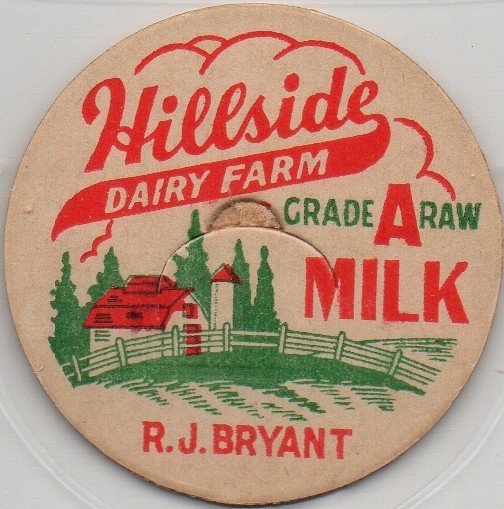 Hillside
DAIRY FARM
GRADE A RAW
MILK
R.J. BRYANT